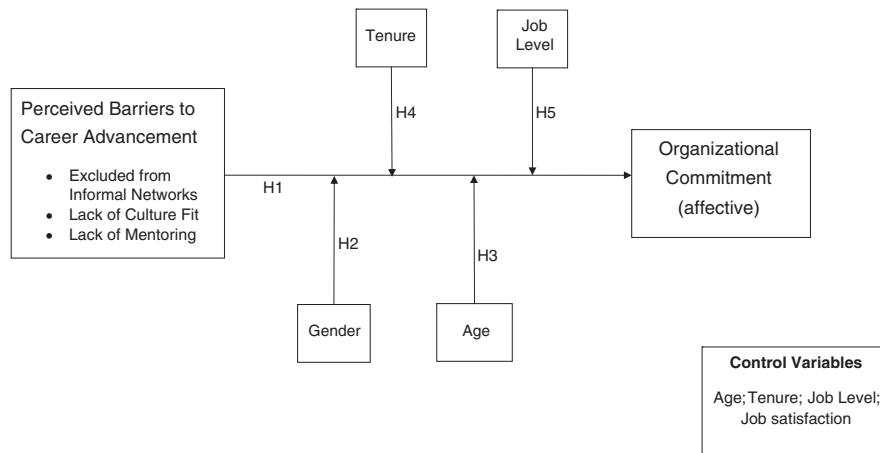 Tenure
Job
Level
Perceived Barriers to
Career Advancement
• Excluded from
Informal Networks
• Lack of Culture Fit
• Lack of Mentoring
H4
H5
H1
H2
H3
Organizational
Commitment
(affective)
Gender
Age
Control Variables
Age; Tenure; Job Level;
Job satisfaction